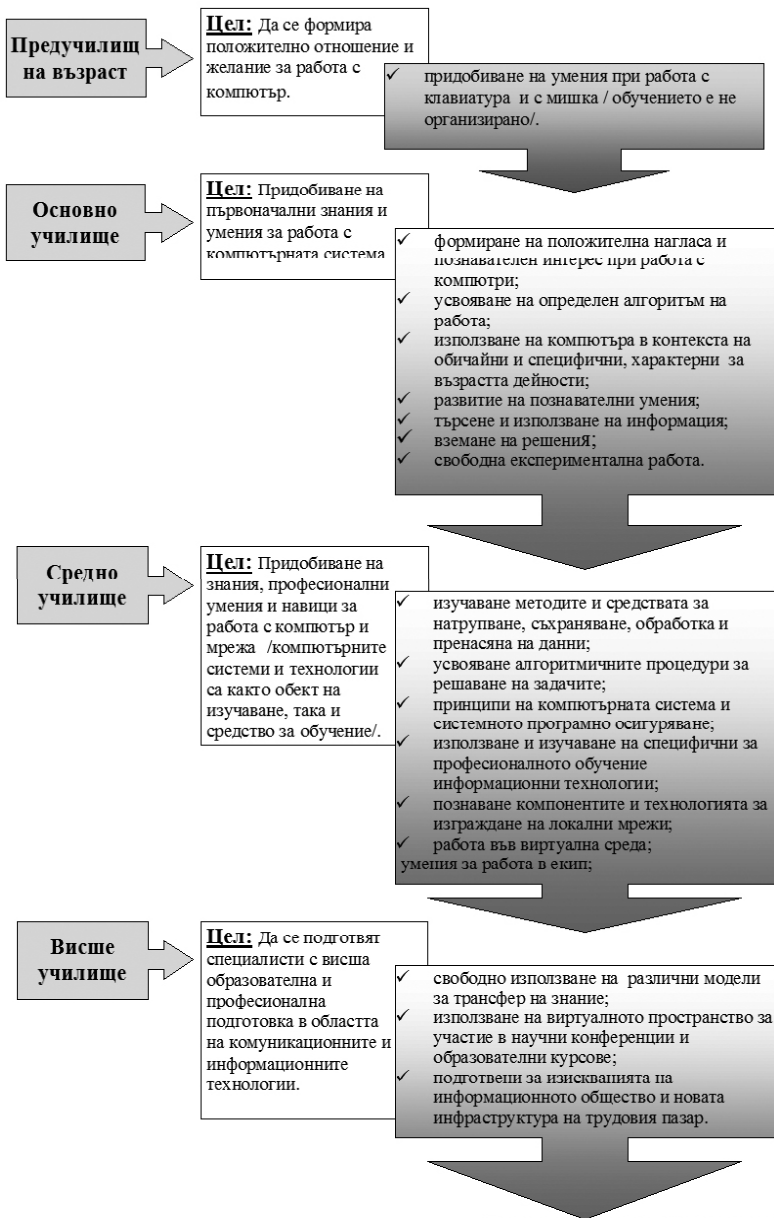 Предучилищ
на възраст
Цел: Да се формира
положително отношение и
желание за работа с
компютър.
✓ придобиване на умения при работа с
клавиатура и с мишка / обучението е не
организирано/.
Основно
училище
Цел: Придобиване на
първоначални знания и
умения за работа с
компютърната система
✓ формиране на положителна нагласа и
познавателен интерес при работа с
компютри;
✓ усвояване на определен алгоритъм на
работа;
✓ използване на компютъра в контекста на
обичайни и специфични, характерни за
възрастта дейности;
✓ развитие на познавателни умения;
✓ търсене и използване на информация;
✓ вземане на решения;
✓ свободна експериментална работа.
Средно
училище
Цел: Придобиване на
знания, професионални
умения и навици за
работа с компютър и
мрежа /компютърните
системи и технологии
са както обект на
изучаване, така и
средство за обучение/.
✓ изучаване методите и средствата за
натрупване, съхраняване, обработка и
пренасяна на данни;
✓ усвояване алгоритмичните процедури за
решаване на задачите;
✓ принципи на компютърната система и
системното програмно осигуряване;
✓ използване и изучаване на специфични за
професионалното обучение
информационни технологии;
✓ познаване компонентите и технологията за
изграждане на локални мрежи;
✓ работа във виртуална среда;
умения за работа в екип;
Висше
училище
Цел: Да се подготвят
специалисти с висша
образователна и
професионална
подготовка в областта
на комуникационните и
информационните
технологии.
✓ свободно използване на различни модели
за трансфер на знание;
✓ използване на виртуалното пространство за
участие в научни конференции и
образователни курсове;
✓ подготвени за изискванията на
информационното общество и новата
инфраструктура на трудовия пазар.